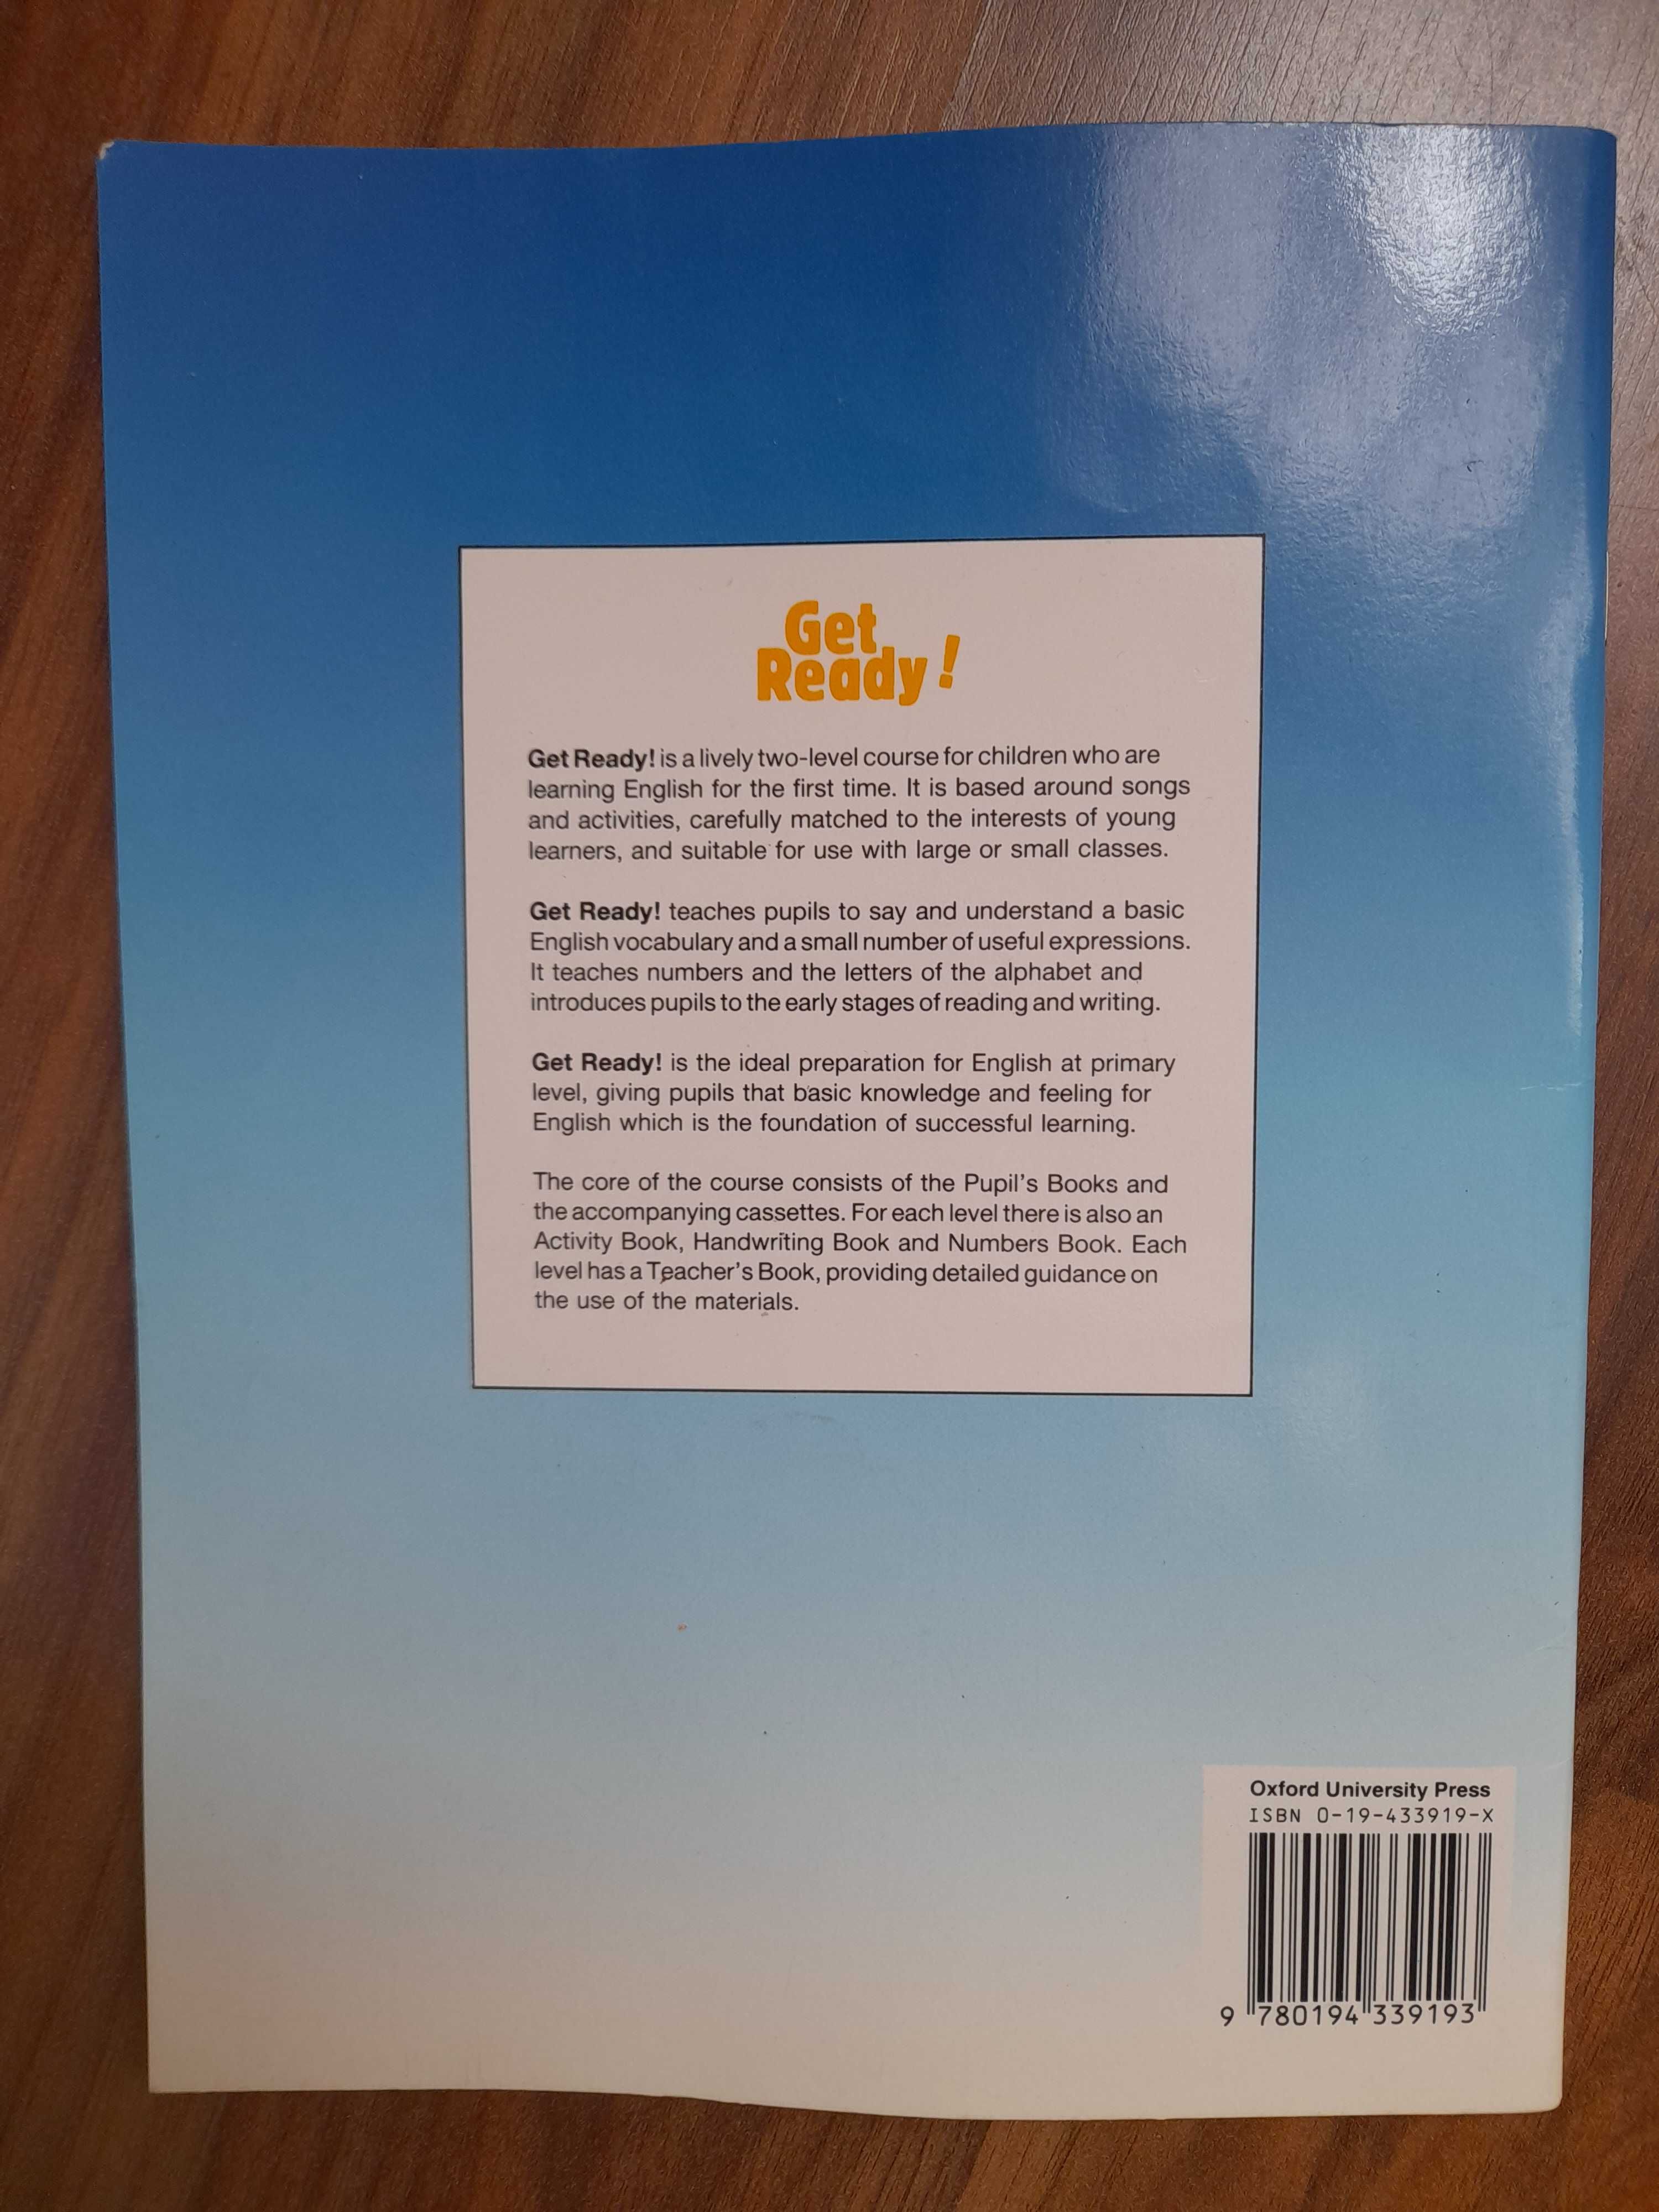 Get
Ready!
Get Ready! is a lively two-level course for children who are
learning English for the first time. It is based around songs
and activities, carefully matched to the interests of young
learners, and suitable for use with large or small classes.
Get Ready! teaches pupils to say and understand a basic
English vocabulary and a small number of useful expressions.
It teaches numbers and the letters of the alphabet and
introduces pupils to the early stages of reading and writing.
Get Ready! is the ideal preparation for English at primary
level, giving pupils that basic knowledge and feeling for
English which is the foundation of successful learning.
The core of the course consists of the Pupil's Books and
the accompanying cassettes. For each level there is also an
Activity Book, Handwriting Book and Numbers Book. Each
level has a Teacher's Book, providing detailed guidance on
the use of the materials.
Oxford University Press
ISBN 0-19-433919-X
9 780194 339193